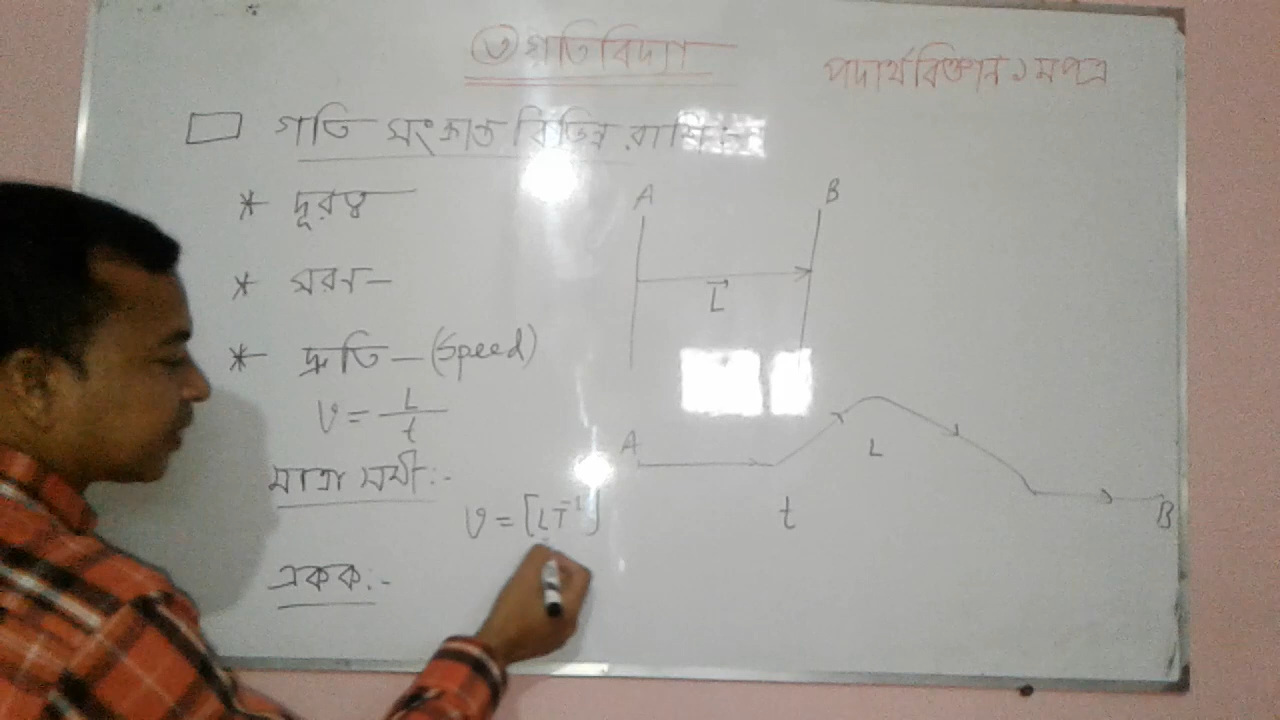 ৩ গতিবিদ্যা
পদার্থবিজ্ঞান ১মপত্র
গতি সংক্রান্ত বিভিন্ন রাশি :-
* দূরত্ব
* সরণ –
* দ্রুতি – (Speed)
v = L/t
মাত্রা সমী :-
v = [LT⁻¹]
একক :-
A B
L⃗
A
L
t
B